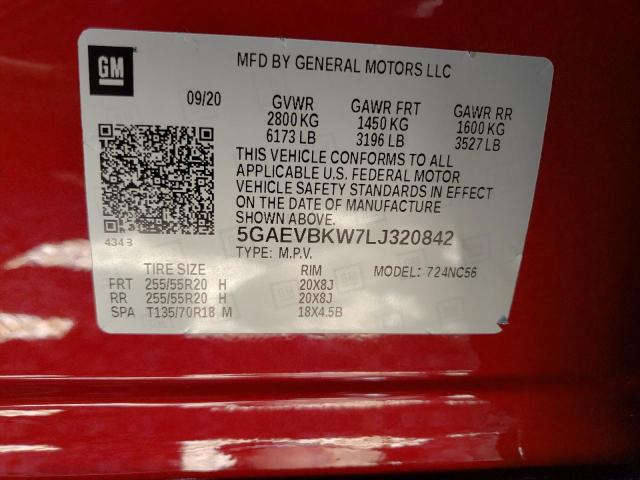 GM
MFD BY GENERAL MOTORS LLC
09/20 GVWR GAWR FRT GAWR RR
2800 KG 1450 KG 1600 KG
6173 LB 3196 LB 3527 LB
THIS VEHICLE CONFORMS TO ALL
APPLICABLE U.S. FEDERAL MOTOR
VEHICLE SAFETY STANDARDS IN EFFECT
ON THE DATE OF MANUFACTURE
SHOWN ABOVE.
4343
5GAEVBKW7LJ320842
TYPE: M.P.V.
TIRE SIZE RIM MODEL: 724NC56
FRT 255/55R20 H 20X8J
RR 255/55R20 H 20X8J
SPA T135/70R18 M 18X4.5B